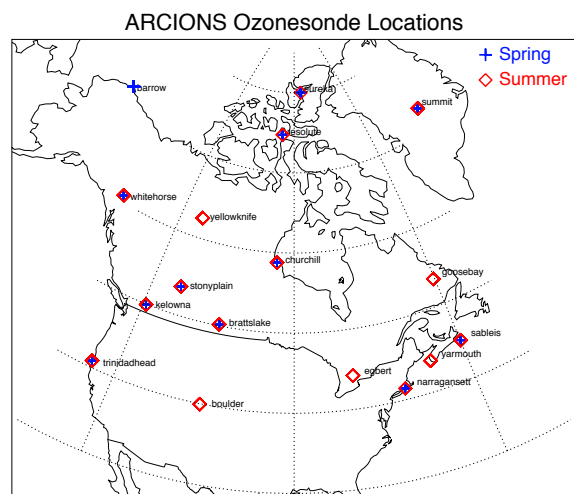 ARCIONS Ozonesonde Locations
Spring
Summer
barrow
eureka
summit
resolute
whitehorse
yellowknife
churchill
goosebay
stonyplain
kelowna
brattslake
sableis
yarmouth
trinidadhead
egbert
narragansett
boulder